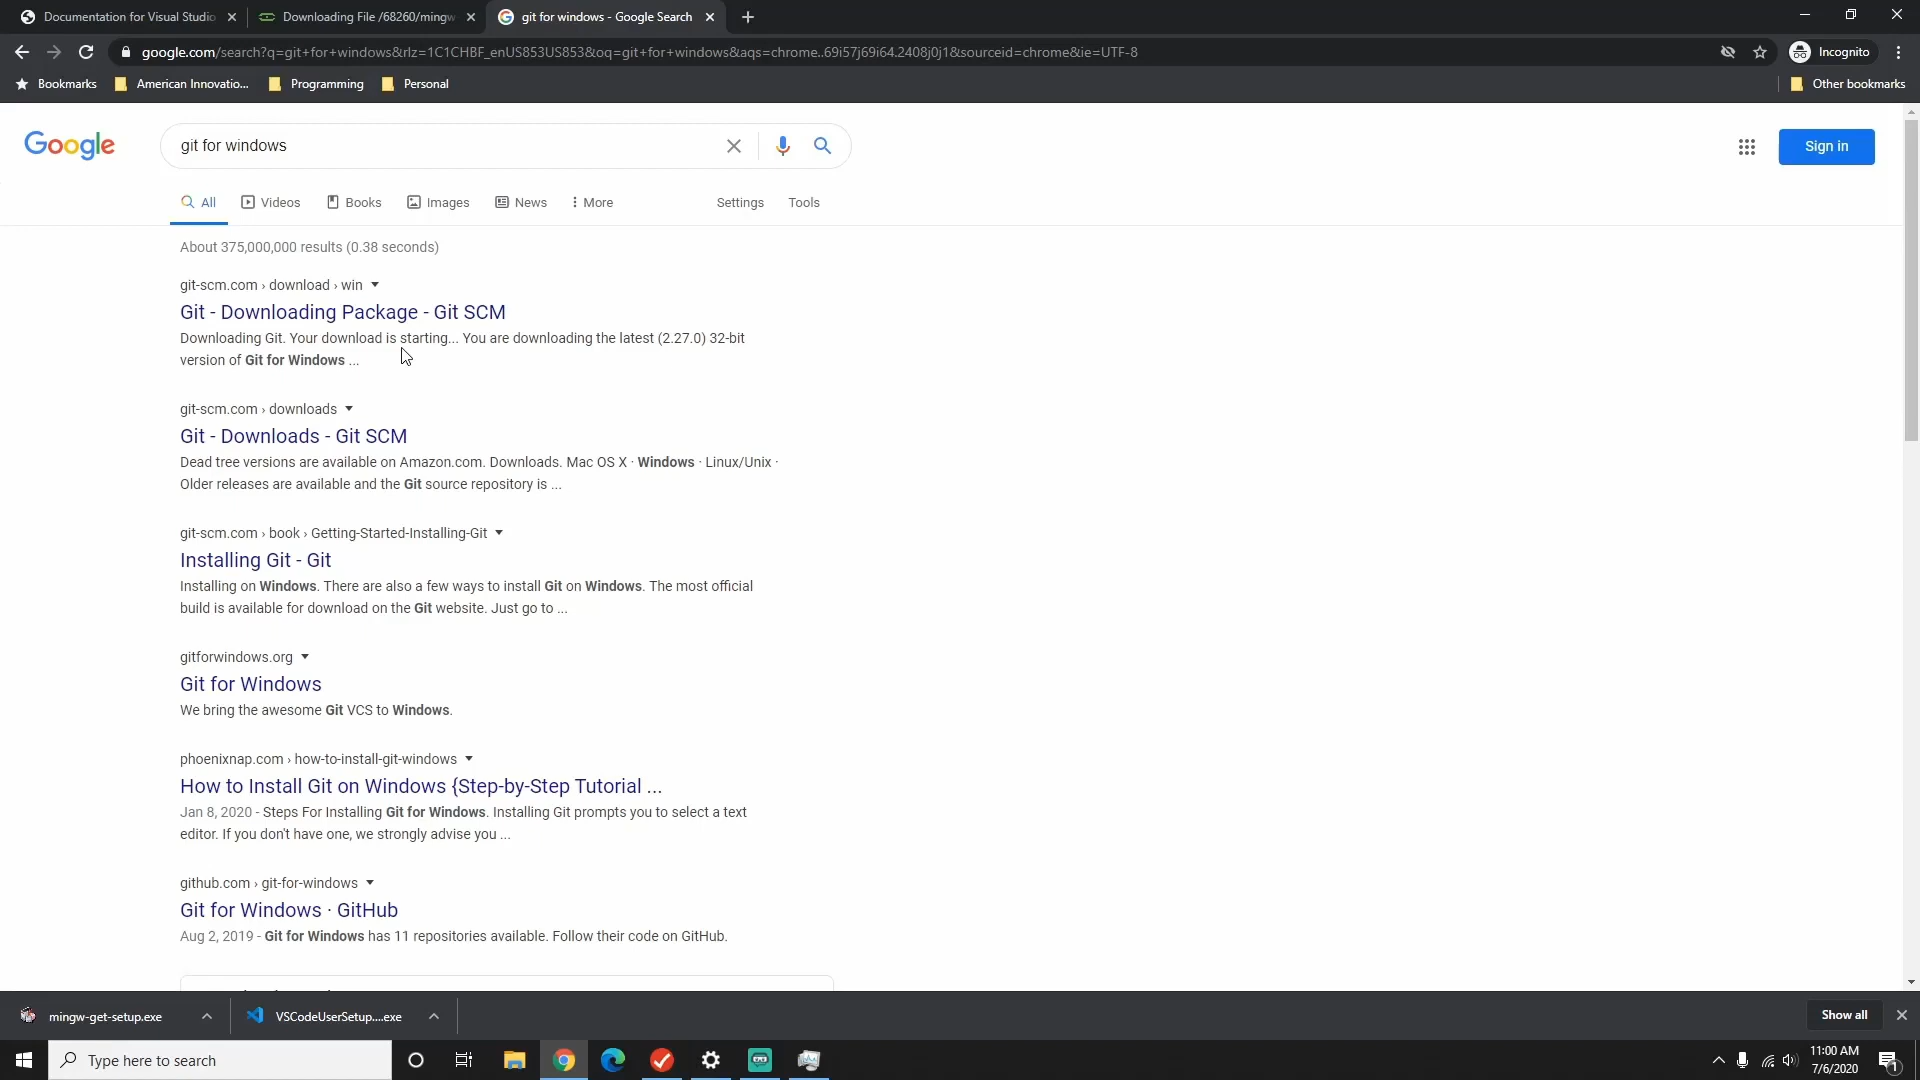 Documentation for Visual Studio
Downloading File /68260/mingw
git for windows - Google Search
google.com/search?q=git+for+windows&rlz=1C1CHBF_enUS853US853&oq=git+for+windows&aqs=chrome..69i57j69i64.2408j0j1&sourceid=chrome&ie=UTF-8
Incognito
Bookmarks
American Innovatio...
Programming
Personal
Other bookmarks
Google
git for windows
Sign in
All
Videos
Books
Images
News
More
Settings
Tools
About 375,000,000 results (0.38 seconds)
git-scm.com › download › win
Git - Downloading Package - Git SCM
Downloading Git. Your download is starting... You are downloading the latest (2.27.0) 32-bit
version of Git for Windows ...
git-scm.com › downloads
Git - Downloads - Git SCM
Dead tree versions are available on Amazon.com. Downloads. Mac OS X · Windows · Linux/Unix ·
Older releases are available and the Git source repository is ...
git-scm.com › book › Getting-Started-Installing-Git
Installing Git - Git
Installing on Windows. There are also a few ways to install Git on Windows. The most official
build is available for download on the Git website. Just go to ...
gitforwindows.org
Git for Windows
We bring the awesome Git VCS to Windows.
phoenixnap.com › how-to-install-git-windows
How to Install Git on Windows {Step-by-Step Tutorial ...
Jan 8, 2020 - Steps For Installing Git for Windows. Installing Git prompts you to select a text
editor. If you don't have one, we strongly advise you ...
github.com › git-for-windows
Git for Windows · GitHub
Aug 2, 2019 - Git for Windows has 11 repositories available. Follow their code on GitHub.
mingw-get-setup.exe
VSCodeUserSetup....exe
Show all
Type here to search
11:00 AM
7/6/2020
1